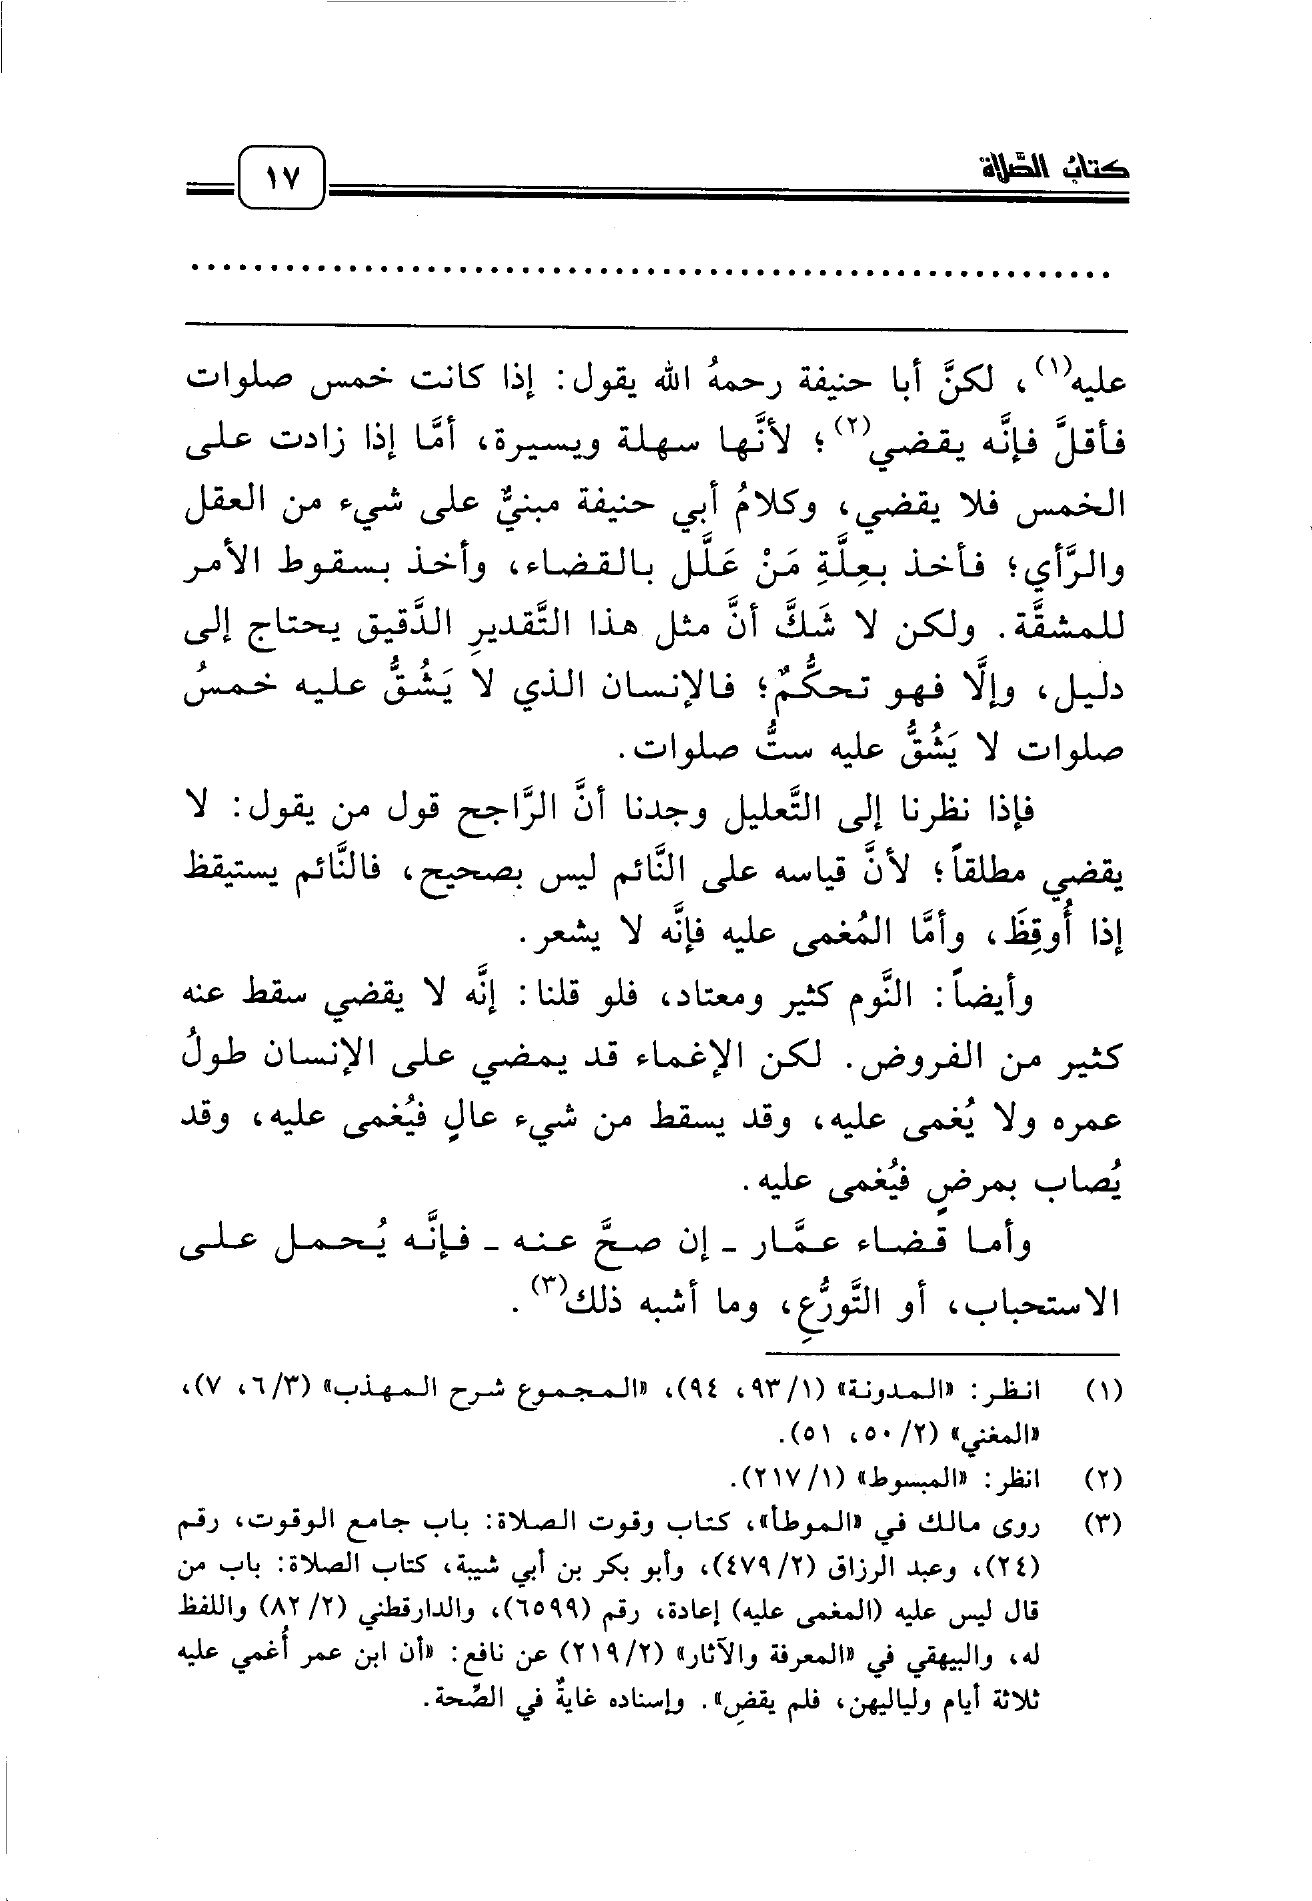 كتاب الصَّلاة
١٧
عليه(١)، لكنَّ أبا حنيفة رحمهُ الله يقول: إذا كانت خمس صلوات
فأقلَّ فإنَّه يقضي(٢)؛ لأنَّها سهلة ويسيرة، أمَّا إذا زادت على
الخمس فلا يقضي، وكلامُ أبي حنيفة مبنيٌّ على شيء من العقل
والرَّأي؛ فأخذ بعِلَّةِ مَنْ عَلَّل بالقضاء، وأخذ بسقوط الأمر
للمشقَّة. ولكن لا شَكَّ أنَّ مثل هذا التَّقديرِ الدَّقيق يحتاج إلى
دليل، وإلَّا فهو تحكُّمٌ؛ فالإنسان الذي لا يَشُقُّ عليه خمسُ
صلوات لا يَشُقُّ عليه ستُّ صلوات.
فإذا نظرنا إلى التَّعليل وجدنا أنَّ الرَّاجح قول من يقول: لا
يقضي مطلقاً؛ لأنَّ قياسه على النَّائم ليس بصحيح، فالنَّائم يستيقظ
إذا أُوقِظَ، وأمَّا المُغمى عليه فإنَّه لا يشعر.
وأيضاً: النَّوم كثير ومعتاد، فلو قلنا: إنَّه لا يقضي سقط عنه
كثير من الفروض. لكن الإغماء قد يمضي على الإنسان طولُ
عمره ولا يُغمى عليه، وقد يسقط من شيء عالٍ فيُغمى عليه، وقد
يُصاب بمرضٍ فيُغمى عليه.
وأما قضاء عمَّار ـ إن صحَّ عنه ـ فإنَّه يُحمل على
الاستحباب، أو التَّورُّعِ، وما أشبه ذلك(٣).
(١) انظر: «المدونة» (١/ ٩٣، ٩٤)، «المجموع شرح المهذب» (٣/ ٦، ٧)،
«المغني» (٢/ ٥٠، ٥١).
(٢) انظر: «المبسوط» (١/ ٢١٧).
(٣) روى مالك في «الموطأ»، كتاب وقوت الصلاة: باب جامع الوقوت، رقم
(٢٤)، وعبد الرزاق (٢/ ٤٧٩)، وأبو بكر بن أبي شيبة، كتاب الصلاة: باب من
قال ليس عليه (المغمى عليه) إعادة، رقم (٦٥٩٩)، والدارقطني (٢/ ٨٢) واللفظ
له، والبيهقي في «المعرفة والآثار» (٢/ ٢١٩) عن نافع: «أن ابن عمر أُغمي عليه
ثلاثة أيام ولياليهن، فلم يقضِ». وإسناده غايةٌ في الصِّحة.